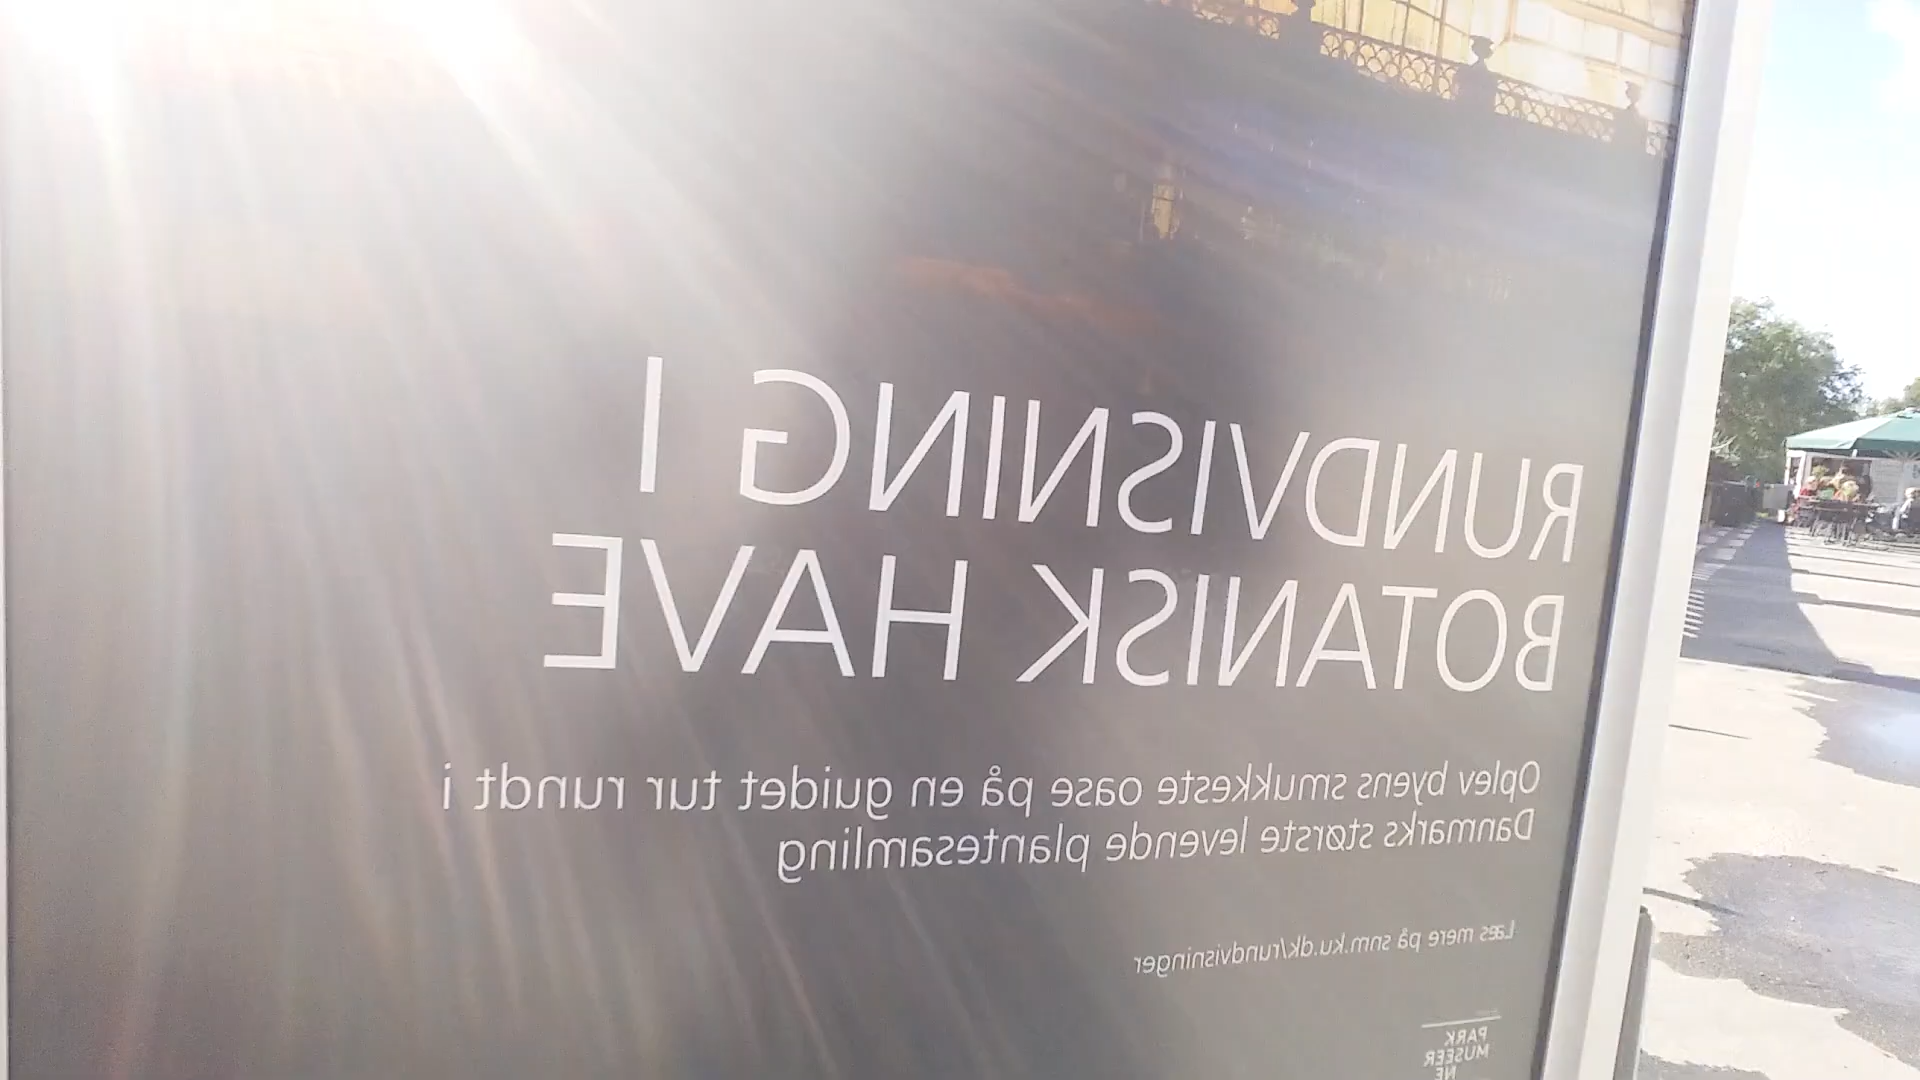 RUNDVISNING I
BOTANISK HAVE
Oplev byens smukkeste oase på en guidet tur rundt i
Danmarks største levende plantesamling
Læs mere på snm.ku.dk/rundvisninger
PARK
MUSEER
NE